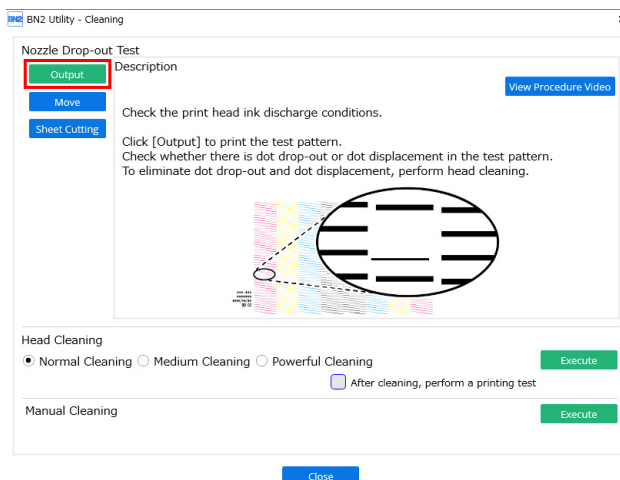 BN2 BN2 Utility - Cleaning
Nozzle Drop-out Test
Output
Move
Sheet Cutting
Description
View Procedure Video
Check the print head ink discharge conditions.
Click [Output] to print the test pattern.
Check whether there is dot drop-out or dot displacement in the test pattern.
To eliminate dot drop-out and dot displacement, perform head cleaning.
Head Cleaning
Normal Cleaning Medium Cleaning Powerful Cleaning
Execute
After cleaning, perform a printing test
Manual Cleaning
Execute
Close